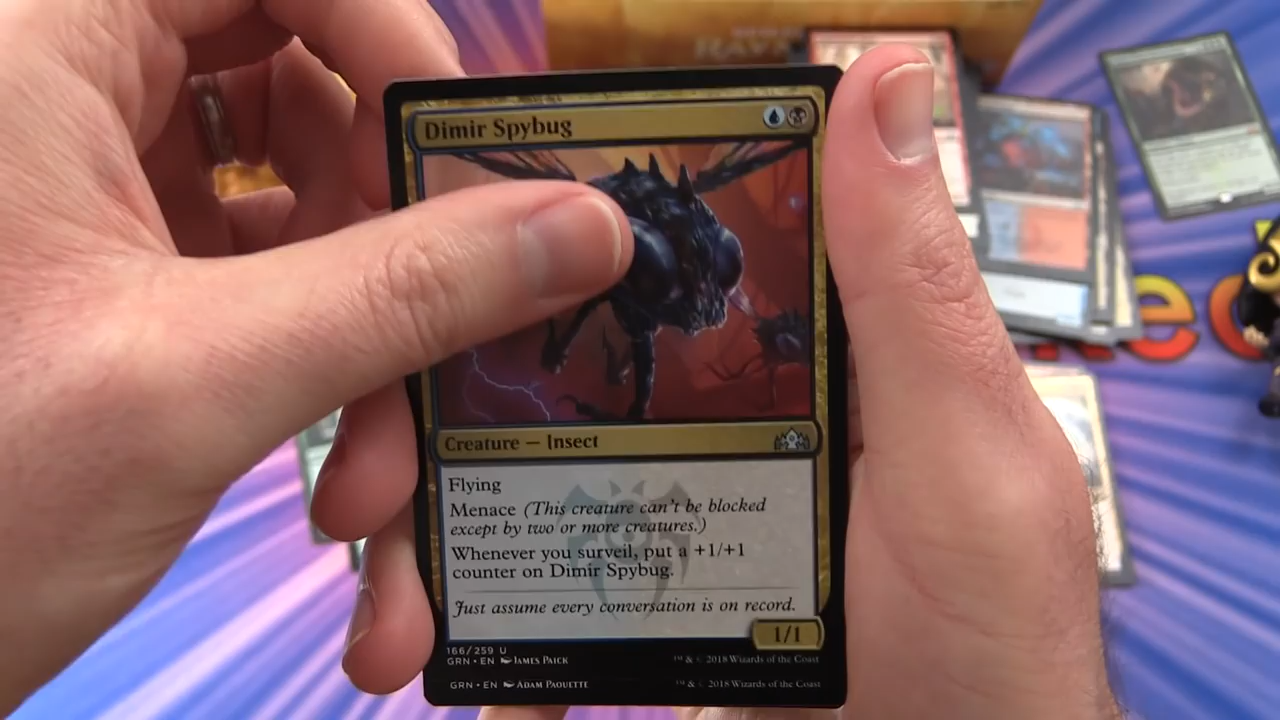 RAV
Dimir Spybug
Creature — Insect
Flying
Menace (This creature can't be blocked
except by two or more creatures.)
Whenever you surveil, put a +1/+1
counter on Dimir Spybug.
Just assume every conversation is on record.
1/1
166/259 U
GRN • EN James Paick ™ & © 2018 Wizards of the Coast
GRN • EN Adam Paquette ™ & © 2018 Wizards of the Coast